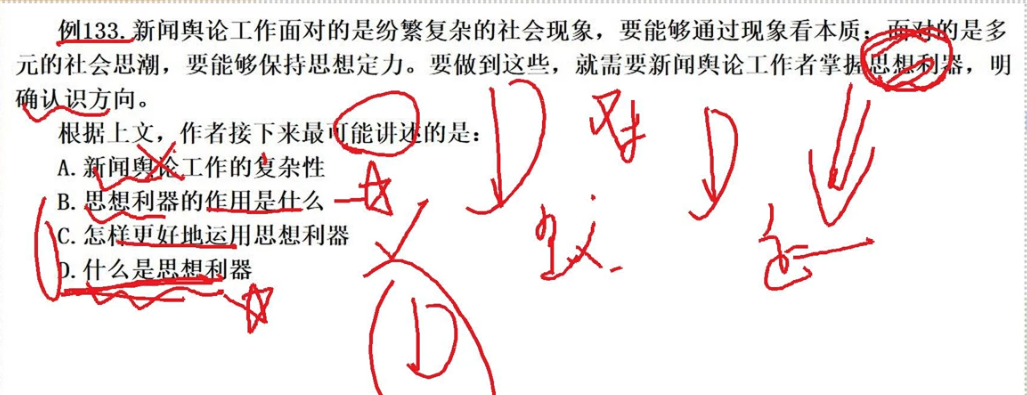 例133.新闻舆论工作面对的是纷繁复杂的社会现象，要能够通过现象看本质；面对的是多
元的社会思潮，要能够保持思想定力。要做到这些，就需要新闻舆论工作者掌握思想利器，明
确认识方向。
根据上文，作者接下来最可能讲述的是：
A. 新闻舆论工作的复杂性
B. 思想利器的作用是什么
C. 怎样更好地运用思想利器
D. 什么是思想利器
D